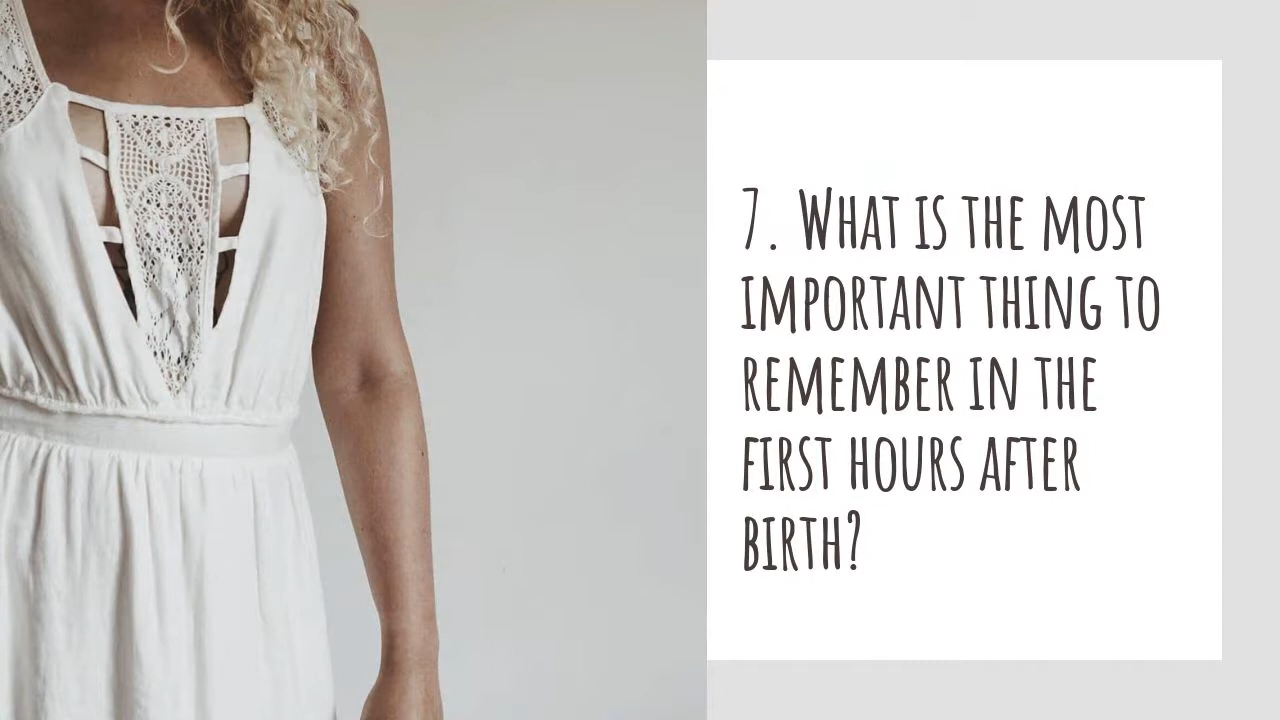 7. What is the most
important thing to
remember in the
first hours after
birth?